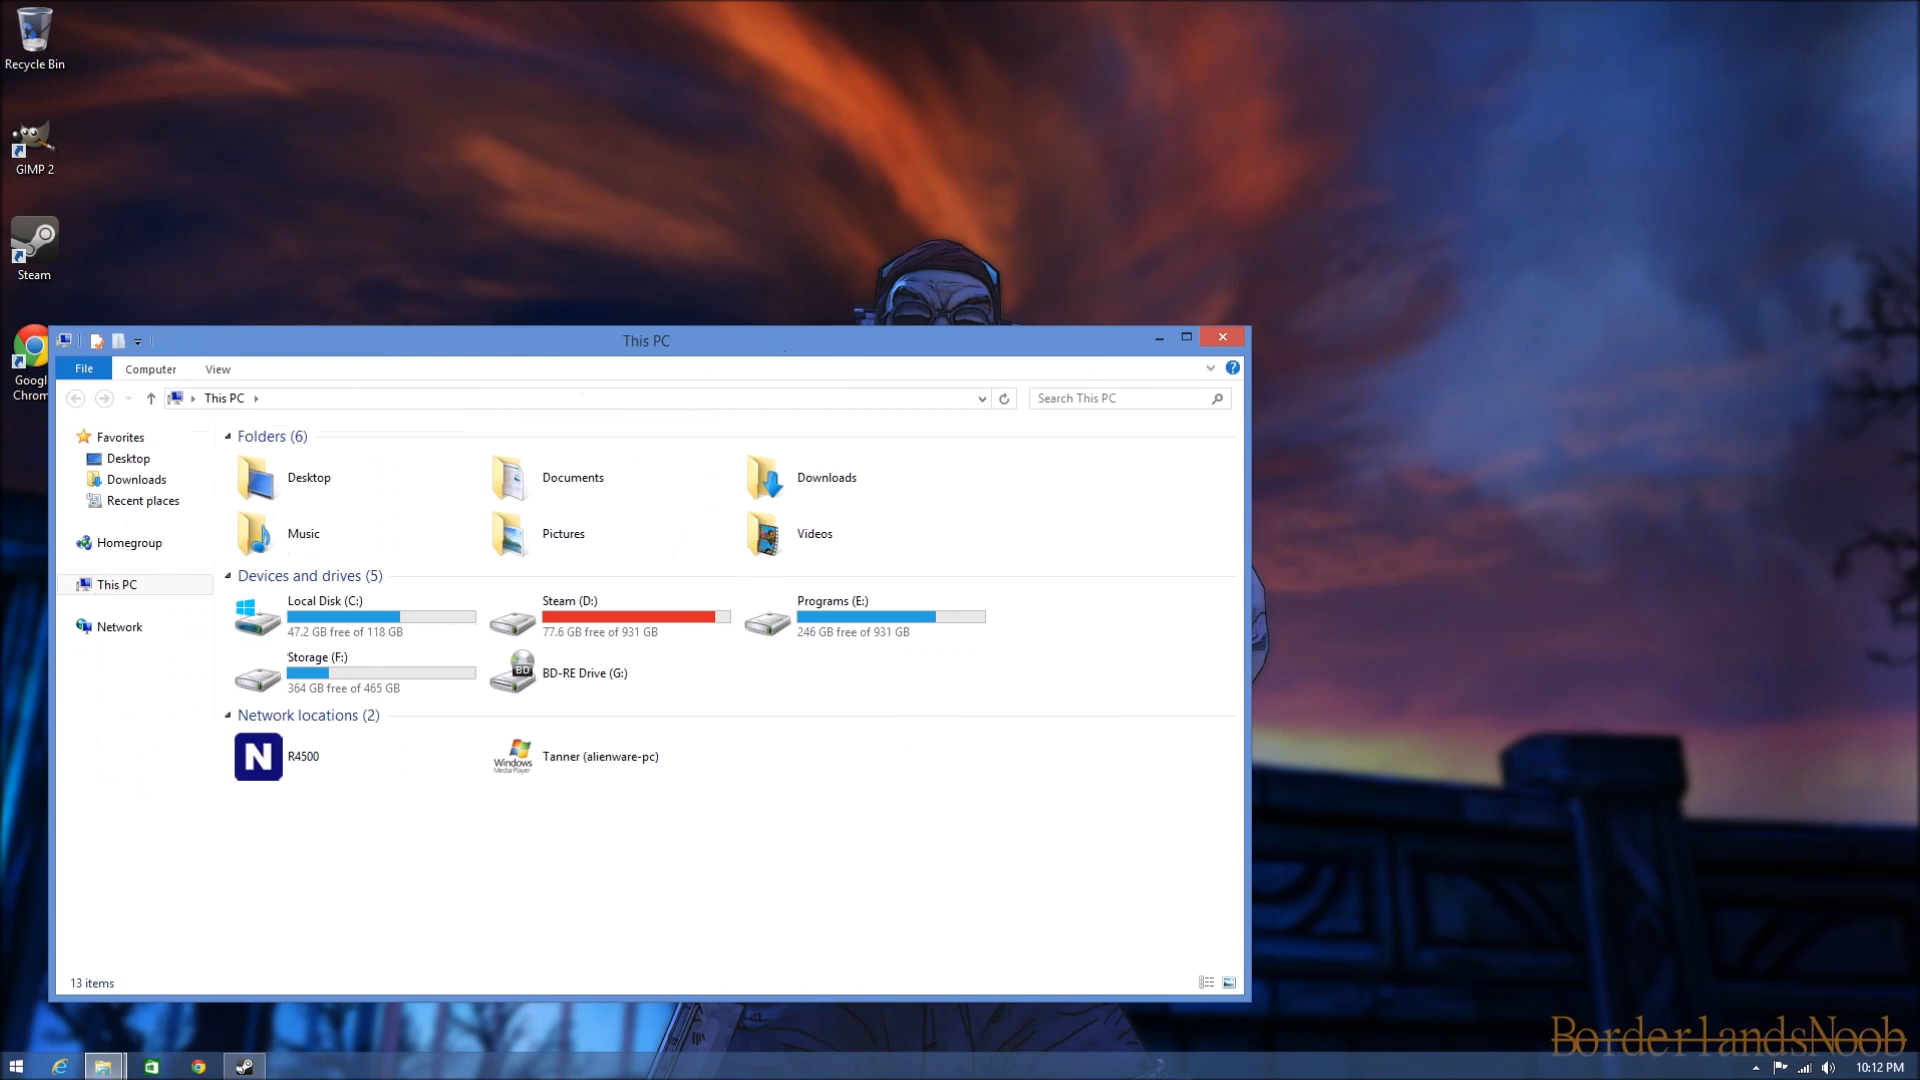 Recycle Bin
GIMP 2
Steam
Googl
Chrom
This PC
File Computer View
This PC
Search This PC
Favorites
Desktop
Downloads
Recent places
Homegroup
This PC
Network
Folders (6)
Desktop
Documents
Downloads
Music
Pictures
Videos
Devices and drives (5)
Local Disk (C:)
47.2 GB free of 118 GB
Steam (D:)
77.6 GB free of 931 GB
Programs (E:)
246 GB free of 931 GB
Storage (F:)
364 GB free of 465 GB
BD
BD-RE Drive (G:)
Network locations (2)
N
R4500
Windows
Media Player
Tanner (alienware-pc)
13 items
BorderlandsNoob
10:12 PM